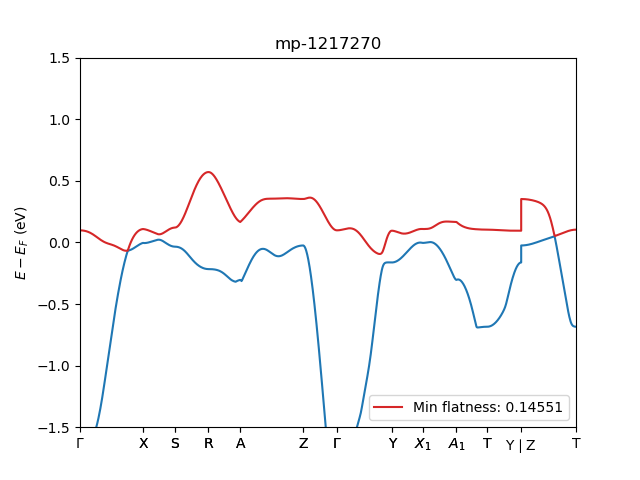 mp-1217270
E − E_F (eV)
1.5
1.0
0.5
0.0
−0.5
−1.0
−1.5
Min flatness: 0.14551
Γ X S R A Z Γ Y X₁ A₁ T Y | Z T